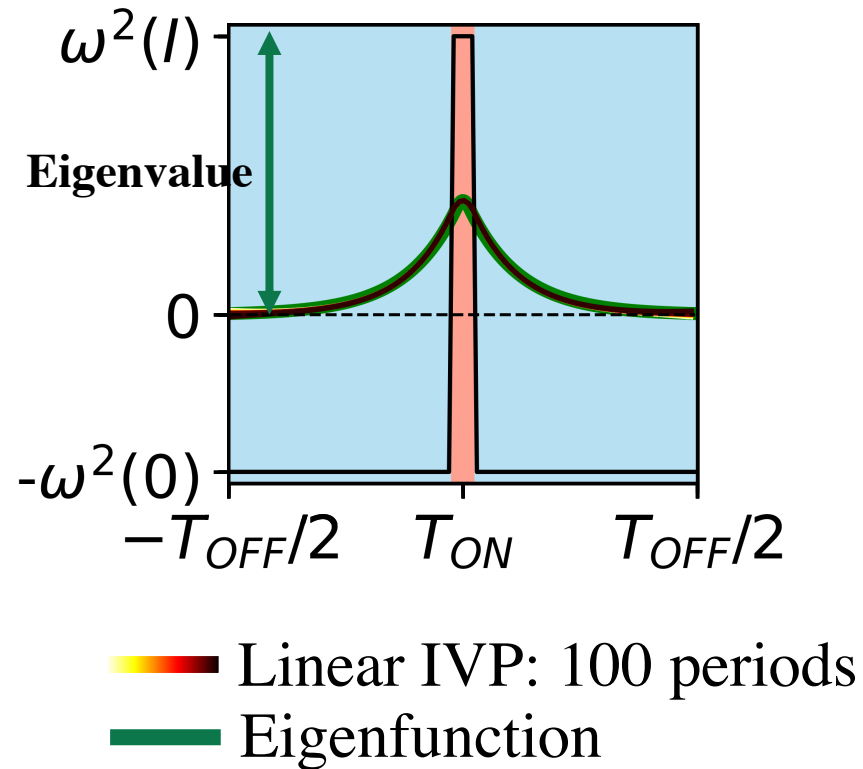 ω²(I)
Eigenvalue
0
-ω²(0)
−T_OFF/2 T_ON T_OFF/2
Linear IVP: 100 periods
Eigenfunction